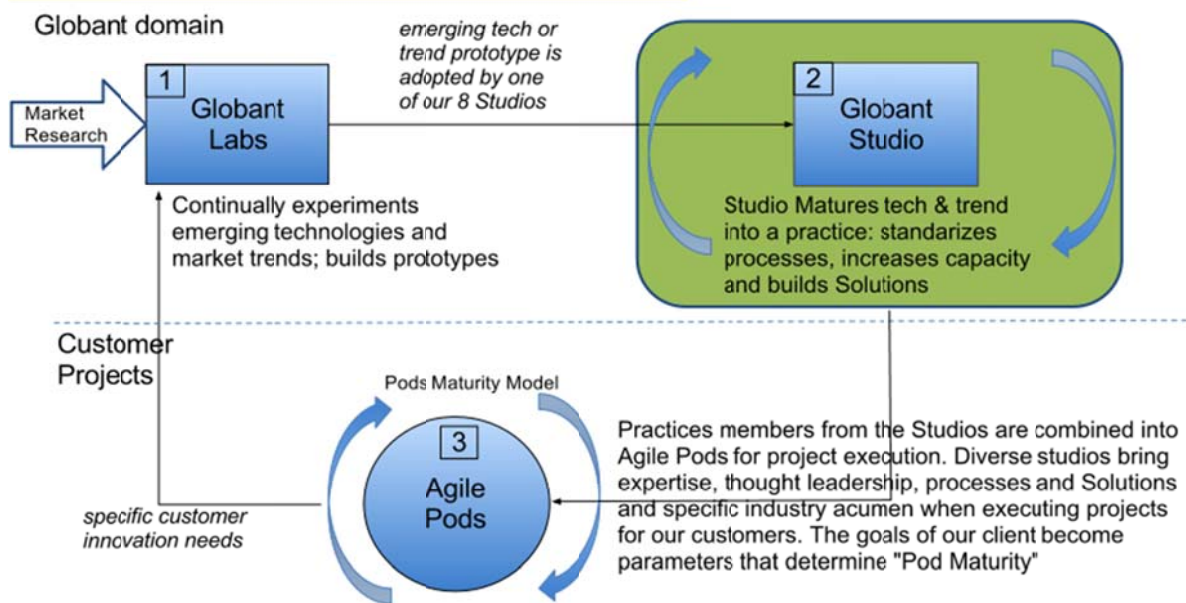 Globant domain
Market
Research
1
Globant
Labs
emerging tech or
trend prototype is
adopted by one
of our 8 Studios
2
Globant
Studio
Continually experiments
emerging technologies and
market trends; builds prototypes
Studio Matures tech & trend
into a practice: standarizes
processes, increases capacity
and builds Solutions
Customer
Projects
Pods Maturity Model
3
Agile
Pods
specific customer
innovation needs
Practices members from the Studios are combined into
Agile Pods for project execution. Diverse studios bring
expertise, thought leadership, processes and Solutions
and specific industry acumen when executing projects
for our customers. The goals of our client become
parameters that determine "Pod Maturity"